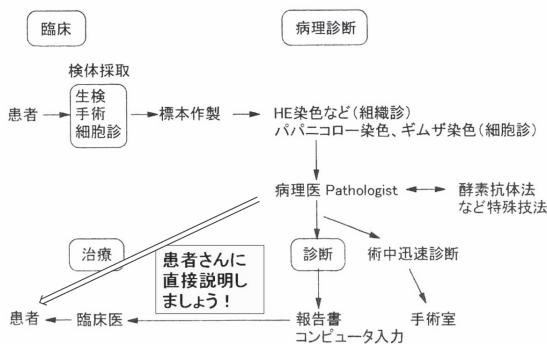 臨床
病理診断
検体採取
患者
生検
手術
細胞診
標本作製
HE染色など(組織診)
パパニコロー染色、ギムザ染色(細胞診)
病理医 Pathologist
酵素抗体法
など特殊技法
治療
患者さんに
直接説明し
ましょう!
診断
術中迅速診断
患者
臨床医
報告書
コンピュータ入力
手術室